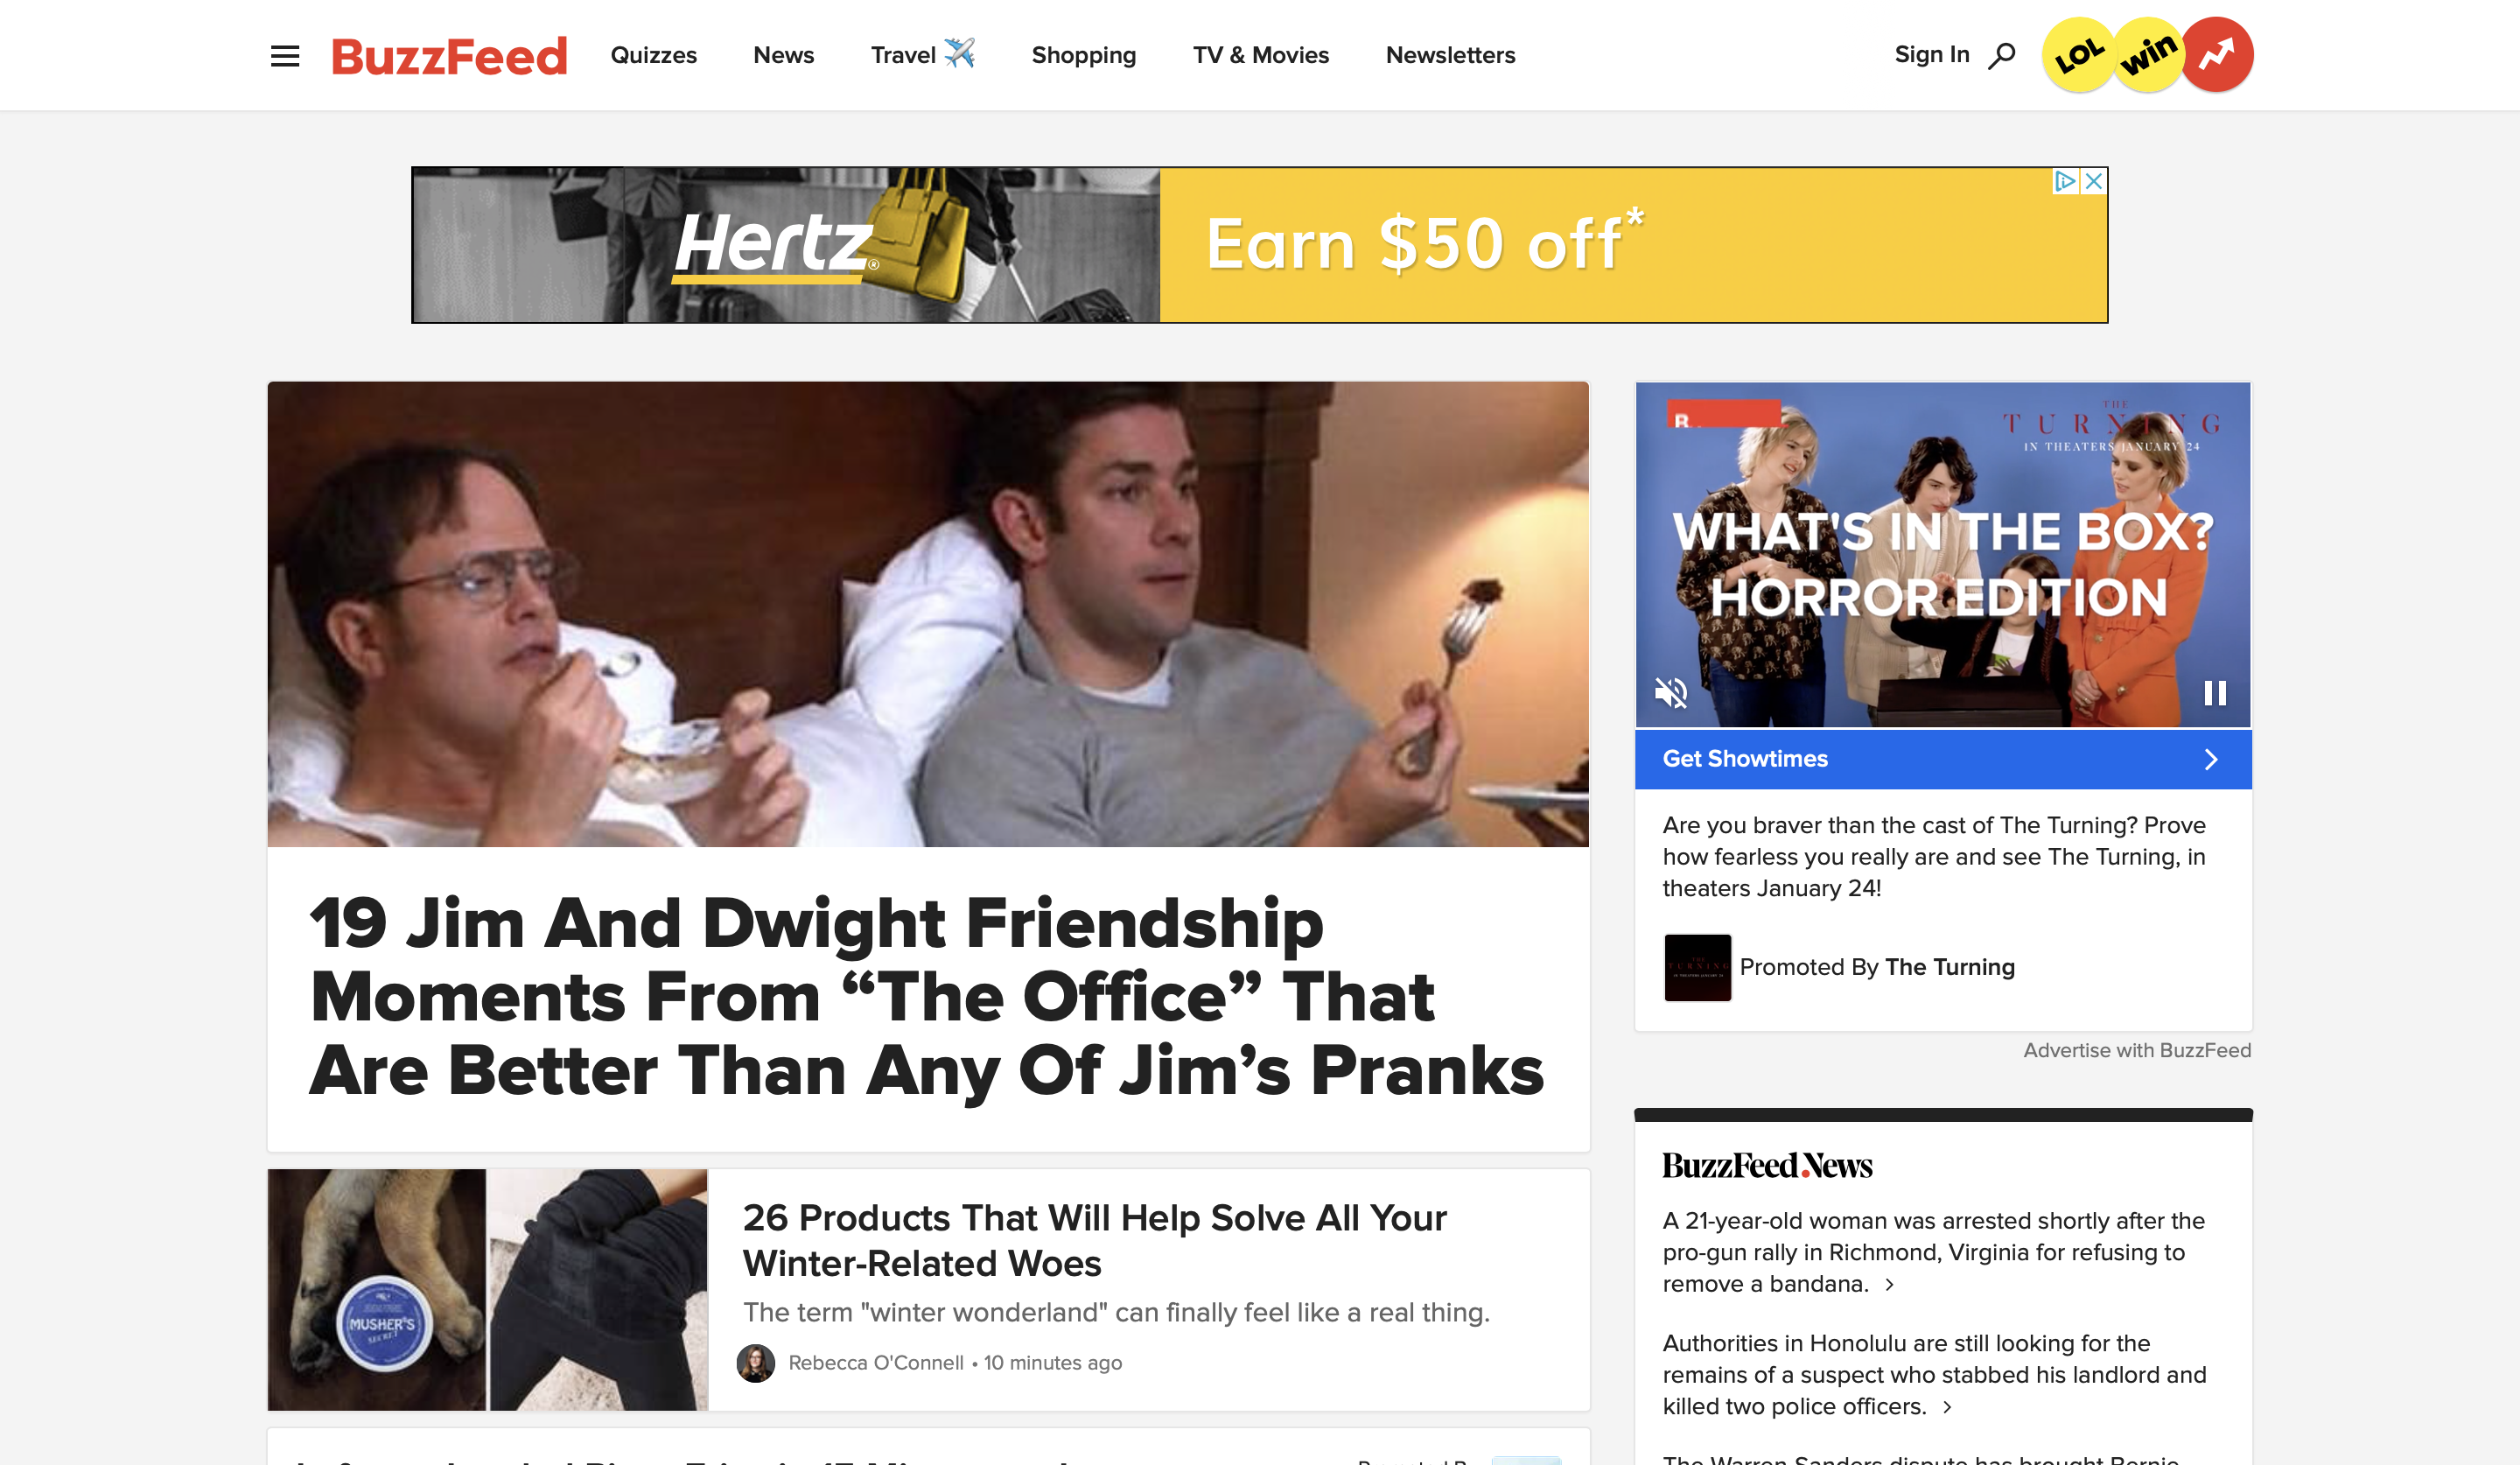 BuzzFeed
Quizzes
News
Travel ✈️
Shopping
TV & Movies
Newsletters
Sign In
LOL
win
Hertz®
Earn $50 off*
THE
TURNING
IN THEATERS JANUARY 24
WHAT'S IN THE BOX?
HORROR EDITION
Get Showtimes
Are you braver than the cast of The Turning? Prove
how fearless you really are and see The Turning, in
theaters January 24!
Promoted By The Turning
Advertise with BuzzFeed
19 Jim And Dwight Friendship
Moments From “The Office” That
Are Better Than Any Of Jim’s Pranks
MUSHER'S
SECRET
26 Products That Will Help Solve All Your
Winter-Related Woes
The term "winter wonderland" can finally feel like a real thing.
Rebecca O'Connell • 10 minutes ago
BuzzFeed News
A 21-year-old woman was arrested shortly after the
pro-gun rally in Richmond, Virginia for refusing to
remove a bandana. >
Authorities in Honolulu are still looking for the
remains of a suspect who stabbed his landlord and
killed two police officers. >
The Warren Sanders dispute has brought Bernie